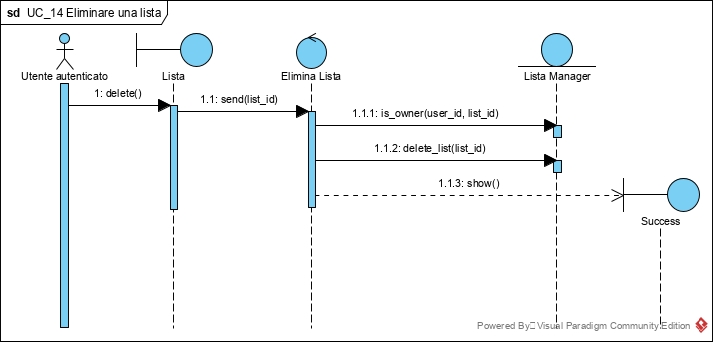 sd UC_14 Eliminare una lista
Utente autenticato
Lista
Elimina Lista
Lista Manager
1: delete()
1.1: send(list_id)
1.1.1: is_owner(user_id, list_id)
1.1.2: delete_list(list_id)
1.1.3: show()
Success
Powered By Visual Paradigm Community Edition